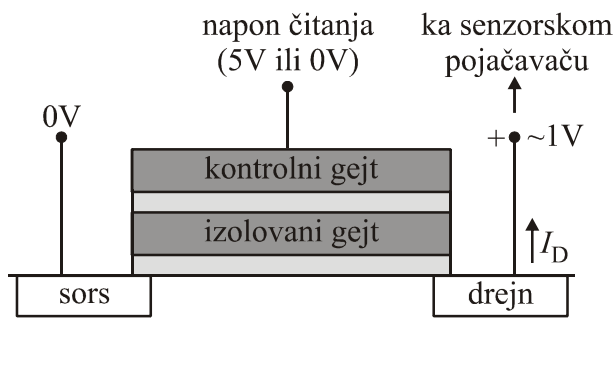 napon čitanja
(5V ili 0V)
ka senzorskom
pojačavaču
0V
+ ~1V
kontrolni gejt
izolovani gejt
I_D
sors
drejn